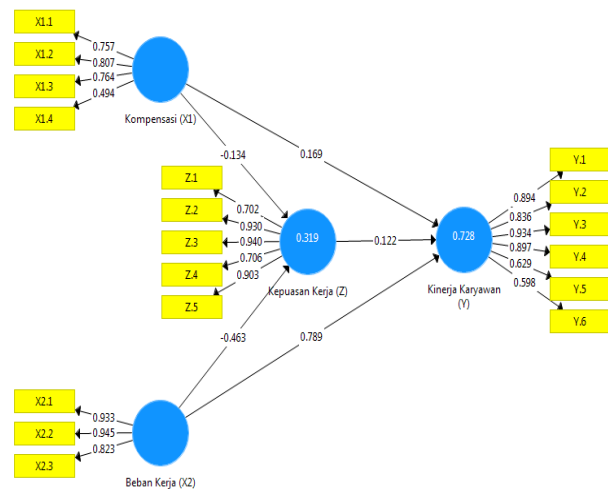 X1.1
X1.2
X1.3
X1.4
0.757
0.807
0.764
0.494
Kompensasi (X1)
-0.134
0.169
Z.1
Z.2
Z.3
Z.4
Z.5
0.702
0.930
0.940
0.706
0.903
0.319
Kepuasan Kerja (Z)
0.122
0.728
Kinerja Karyawan
(Y)
0.894
0.836
0.934
0.897
0.629
0.598
Y.1
Y.2
Y.3
Y.4
Y.5
Y.6
-0.463
0.789
X2.1
X2.2
X2.3
0.933
0.945
0.823
Beban Kerja (X2)